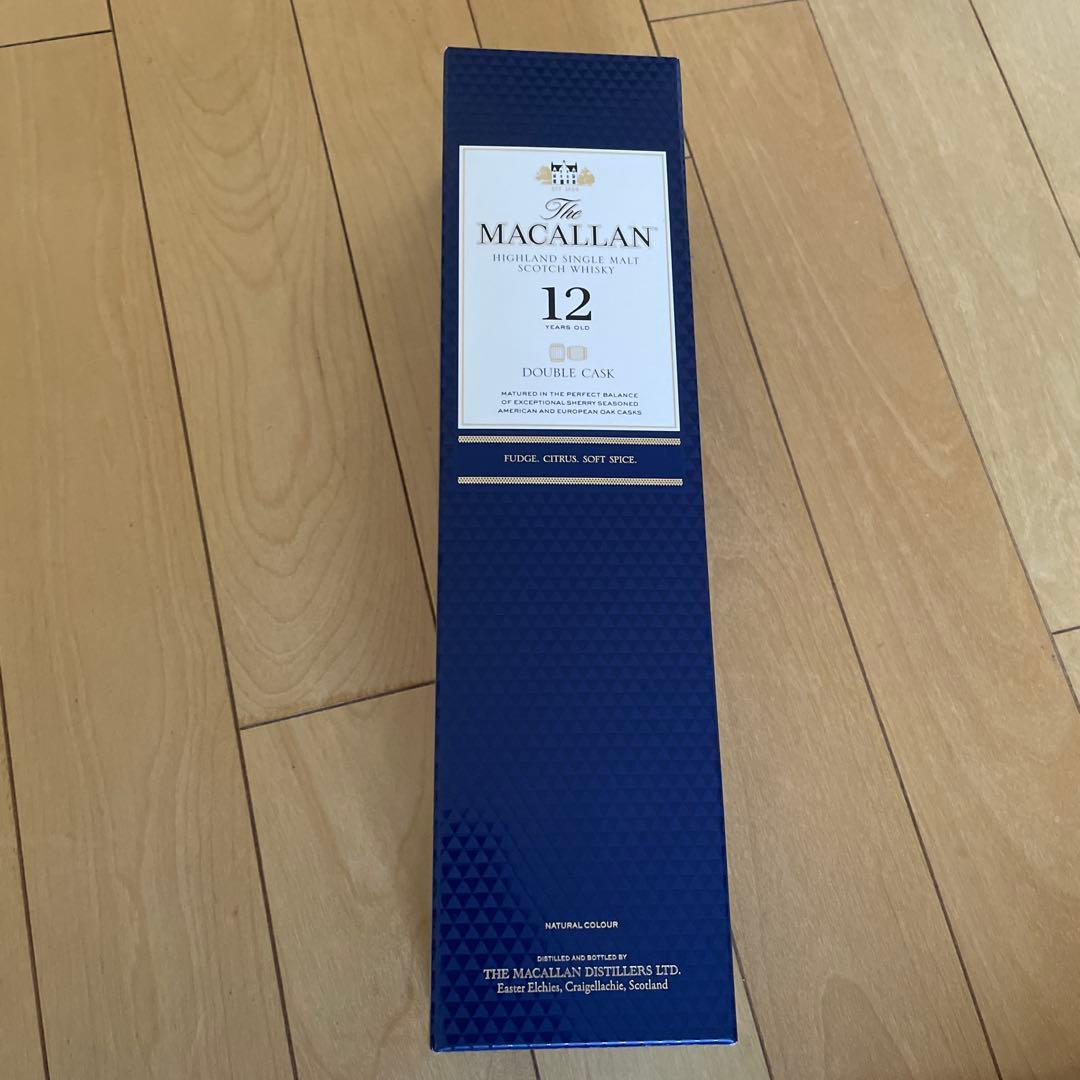 EST. 1824
The
MACALLAN
HIGHLAND SINGLE MALT
SCOTCH WHISKY
12
YEARS OLD
DOUBLE CASK
MATURED IN THE PERFECT BALANCE
OF EXCEPTIONAL SHERRY SEASONED
AMERICAN AND EUROPEAN OAK CASKS
FUDGE. CITRUS. SOFT SPICE.
NATURAL COLOUR
DISTILLED AND BOTTLED BY
THE MACALLAN DISTILLERS LTD.
Easter Elchies, Craigellachie, Scotland